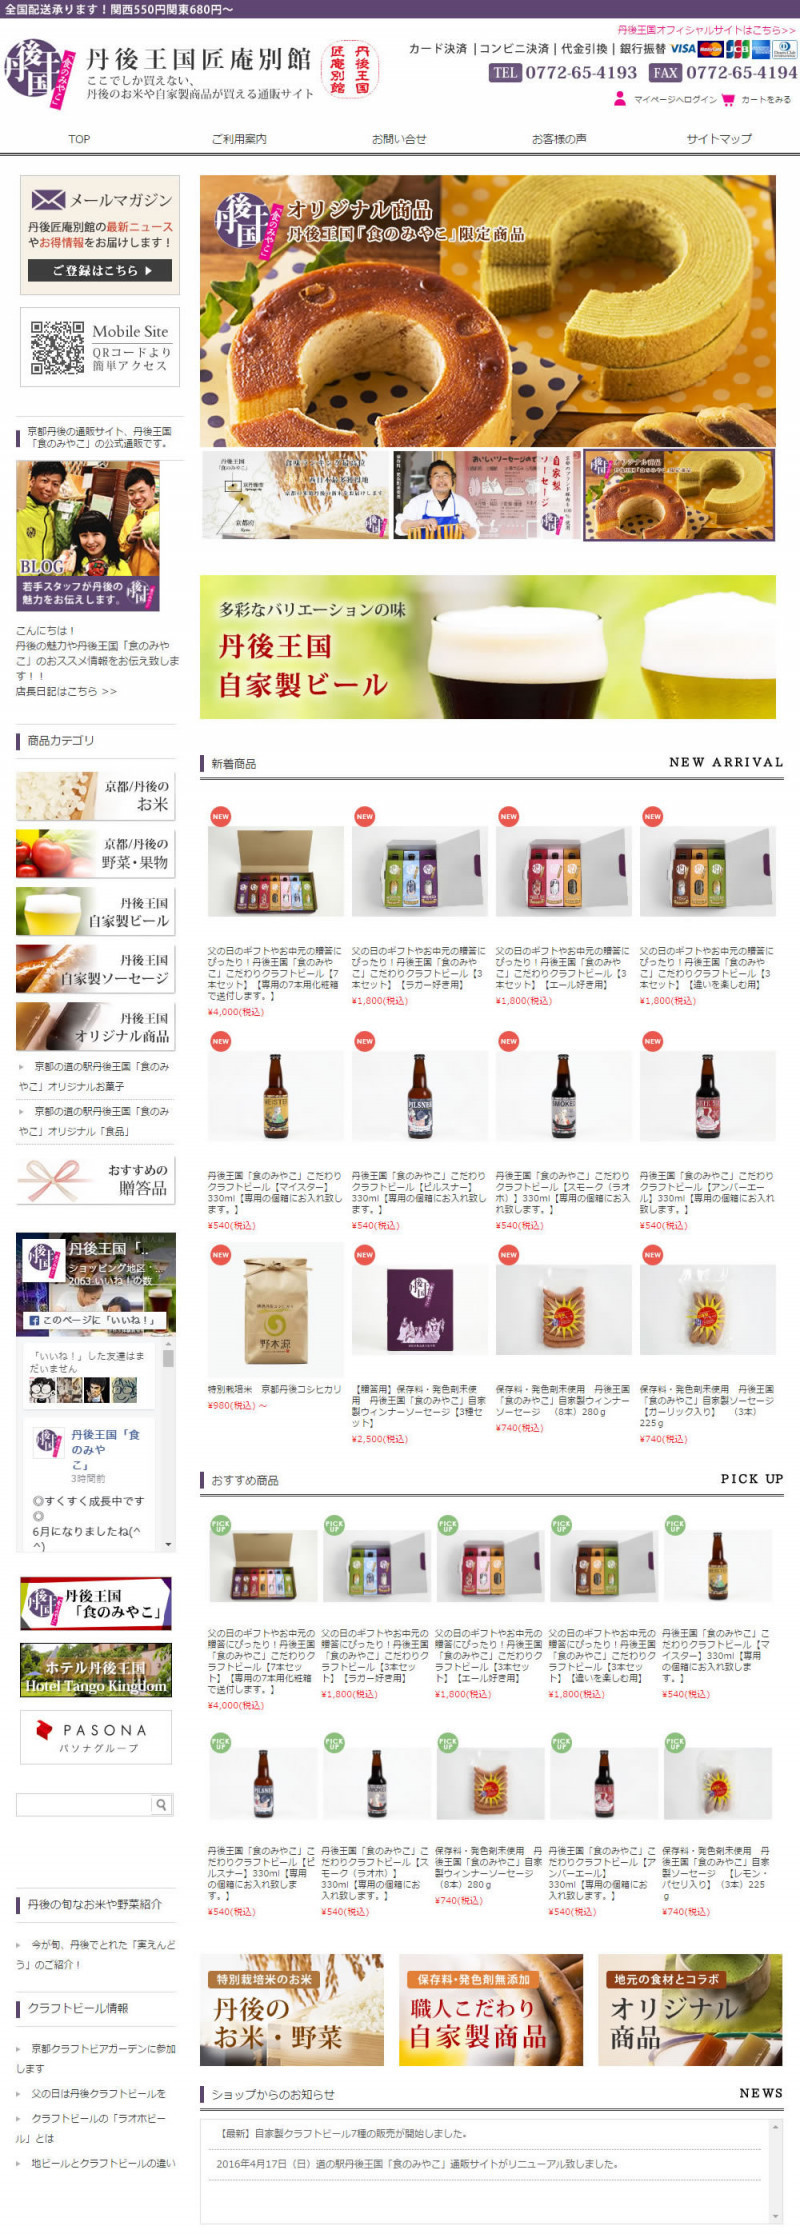 全国配送承ります！関西550円関東680円～
丹後王国オフィシャルサイトはこちら>>
丹後王国「食のみやこ」
丹後王国匠庵別館
ここでしか買えない、
丹後のお米や自家製商品が買える通販サイト
丹後王国
匠庵別館
カード決済 | コンビニ決済 | 代金引換 | 銀行振替 VISA MasterCard JCB
TEL 0772-65-4193 FAX 0772-65-4194
マイページへログイン カートをみる
TOP ご利用案内 お問い合せ お客様の声 サイトマップ
メールマガジン
丹後匠庵別館の最新ニュース
やお得情報をお届けします！
ご登録はこちら
Mobile Site
QRコードより
簡単アクセス
京都丹後の通販サイト、丹後王国
「食のみやこ」の公式通販です。
BLOG
若手スタッフが丹後の
魅力をお伝えします。
こんにちは！
丹後の魅力や丹後王国「食のみや
こ」のおススメ情報をお伝え致しま
す！！
店長日記はこちら >>
商品カテゴリ
京都/丹後の
お米
京都/丹後の
野菜・果物
丹後王国
自家製ビール
丹後王国
自家製ソーセージ
丹後王国
オリジナル商品
京都の道の駅丹後王国「食のみ
やこ」オリジナルお菓子
京都の道の駅丹後王国「食のみ
やこ」オリジナル「食品」
おすすめの
贈答品
丹後王国「..
ショッピング地区・...
2063 いいね！の数
このページに「いいね！」
「いいね！」した友達はま
だいません
丹後王国「食
のみや
こ」
3時間前
◎すくすく成長中です
◎
6月になりましたね(^
^)
丹後王国
「食のみやこ」
ホテル丹後王国
Hotel Tango Kingdom
PASONA
パソナグループ
丹後の旬なお米や野菜紹介
今が旬、丹後でとれた「実えんど
う」のご紹介！
クラフトビール情報
京都クラフトビアガーデンに参加
します
父の日は丹後クラフトビールを
クラフトビールの「ラオホビー
ル」とは
地ビールとクラフトビールの違い
オリジナル商品
丹後王国「食のみやこ」限定商品
おいしいソーセージ
自家製
ソーセージ
オリジナル商品
多彩なバリエーションの味
丹後王国
自家製ビール
新着商品 NEW ARRIVAL
NEW NEW NEW NEW
父の日のギフトやお中元の贈答に
ぴったり！丹後王国「食のみや
こ」こだわりクラフトビール【7
本セット】【専用の7本用化粧箱
で送付します。】
¥4,000(税込)
父の日のギフトやお中元の贈答に
ぴったり！丹後王国「食のみや
こ」こだわりクラフトビール【3
本セット】【ラガー好き用】
¥1,800(税込)
父の日のギフトやお中元の贈答に
ぴったり！丹後王国「食のみや
こ」こだわりクラフトビール【3
本セット】【エール好き用】
¥1,800(税込)
父の日のギフトやお中元の贈答に
ぴったり！丹後王国「食のみや
こ」こだわりクラフトビール【3
本セット】【違いを楽しむ用】
¥1,800(税込)
NEW NEW NEW NEW
MEISTER
PILSNER
SMOKED
丹後王国「食のみやこ」こだわり
クラフトビール【マイスター】
330ml【専用の個箱にお入れ致し
ます。】
¥540(税込)
丹後王国「食のみやこ」こだわり
クラフトビール【ピルスナー】
330ml【専用の個箱にお入れ致し
ます。】
¥540(税込)
丹後王国「食のみやこ」こだわり
クラフトビール【スモーク（ラオ
ホ）】330ml【専用の個箱にお入
れ致します。】
¥540(税込)
丹後王国「食のみやこ」こだわり
クラフトビール【アンバーエー
ル】330ml【専用の個箱にお入れ
致します。】
¥540(税込)
NEW NEW NEW NEW
野木源
特別栽培米 京都丹後コシヒカリ
¥980(税込) ～
【贈答用】保存料・発色剤未使
用 丹後王国「食のみやこ」自家
製ウィンナーソーセージ【3種セ
ット】
¥2,500(税込)
保存料・発色剤未使用 丹後王国
「食のみやこ」自家製ウィンナー
ソーセージ （8本）280ｇ
¥740(税込)
保存料・発色剤未使用 丹後王国
「食のみやこ」自家製ソーセージ
【ガーリック入り】 （3本）
225ｇ
¥740(税込)
おすすめ商品 PICK UP
PICK UP PICK UP PICK UP PICK UP PICK UP
父の日のギフトやお中元の
贈答にぴったり！丹後王国
「食のみやこ」こだわりク
ラフトビール【7本セッ
ト】【専用の7本用化粧箱
で送付します。】
¥4,000(税込)
父の日のギフトやお中元の
贈答にぴったり！丹後王国
「食のみやこ」こだわりク
ラフトビール【3本セッ
ト】【ラガー好き用】
¥1,800(税込)
父の日のギフトやお中元の
贈答にぴったり！丹後王国
「食のみやこ」こだわりク
ラフトビール【3本セッ
ト】【エール好き用】
¥1,800(税込)
父の日のギフトやお中元の
贈答にぴったり！丹後王国
「食のみやこ」こだわりク
ラフトビール【3本セッ
ト】【違いを楽しむ用】
¥1,800(税込)
丹後王国「食のみやこ」こ
だわりクラフトビール【マ
イスター】330ml【専用
の個箱にお入れ致しま
す。】
¥540(税込)
PICK UP PICK UP PICK UP PICK UP PICK UP
丹後王国「食のみやこ」こ
だわりクラフトビール【ピ
ルスナー】330ml【専用
の個箱にお入れ致しま
す。】
¥540(税込)
丹後王国「食のみやこ」こ
だわりクラフトビール【ス
モーク（ラオホ）】
330ml【専用の個箱にお
入れ致します。】
¥540(税込)
保存料・発色剤未使用 丹
後王国「食のみやこ」自家
製ウィンナーソーセージ
（8本）280ｇ
¥740(税込)
丹後王国「食のみやこ」こ
だわりクラフトビール【ア
ンバーエール】
330ml【専用の個箱にお
入れ致します。】
¥540(税込)
保存料・発色剤未使用 丹
後王国「食のみやこ」自家
製ソーセージ 【レモン・
パセリ入り】（3本）225
ｇ
¥740(税込)
特別栽培米のお米
丹後の
お米・野菜
保存料・発色剤無添加
職人こだわり
自家製商品
地元の食材とコラボ
オリジナル
商品
ショップからのお知らせ NEWS
【最新】自家製クラフトビール7種の販売が開始しました。
2016年4月17日（日）道の駅丹後王国「食のみやこ」通販サイトがリニューアル致しました。